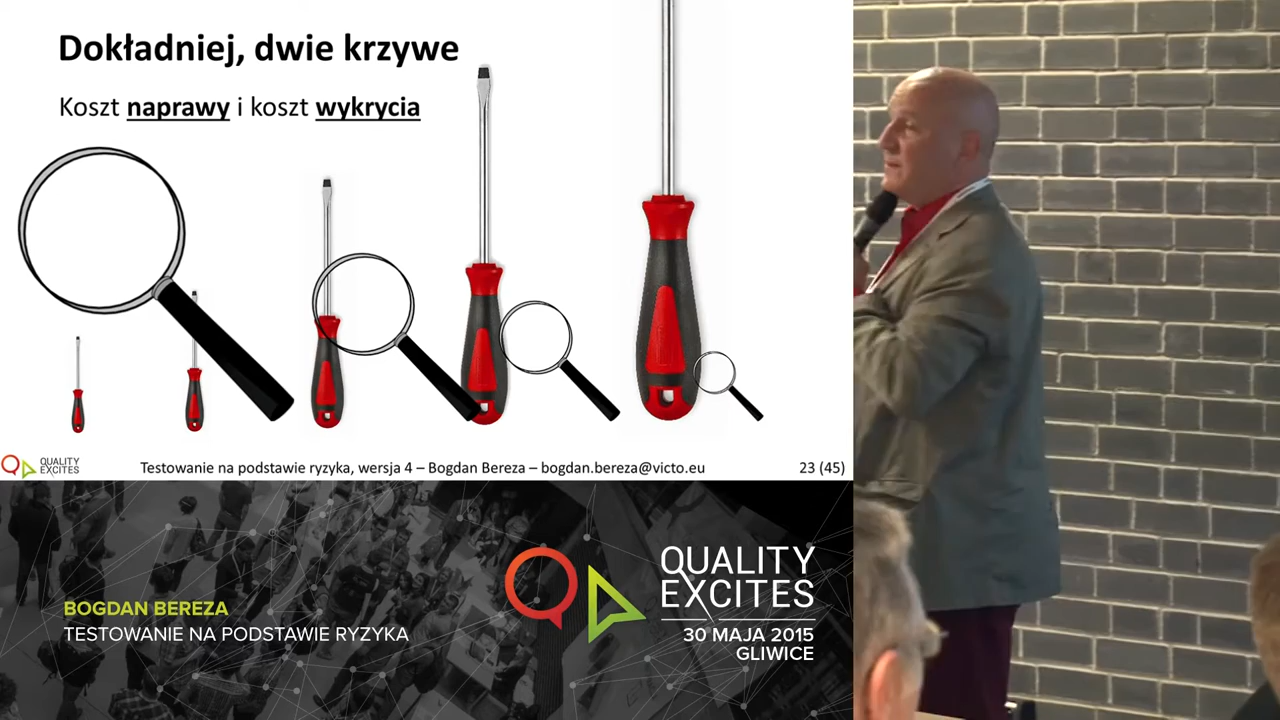 Dokładniej, dwie krzywe
Koszt naprawy i koszt wykrycia
QUALITY
EXCITES
Testowanie na podstawie ryzyka, wersja 4 – Bogdan Bereza – bogdan.bereza@victo.eu
23 (45)
BOGDAN BEREZA
TESTOWANIE NA PODSTAWIE RYZYKA
QUALITY
EXCITES
30 MAJA 2015
GLIWICE